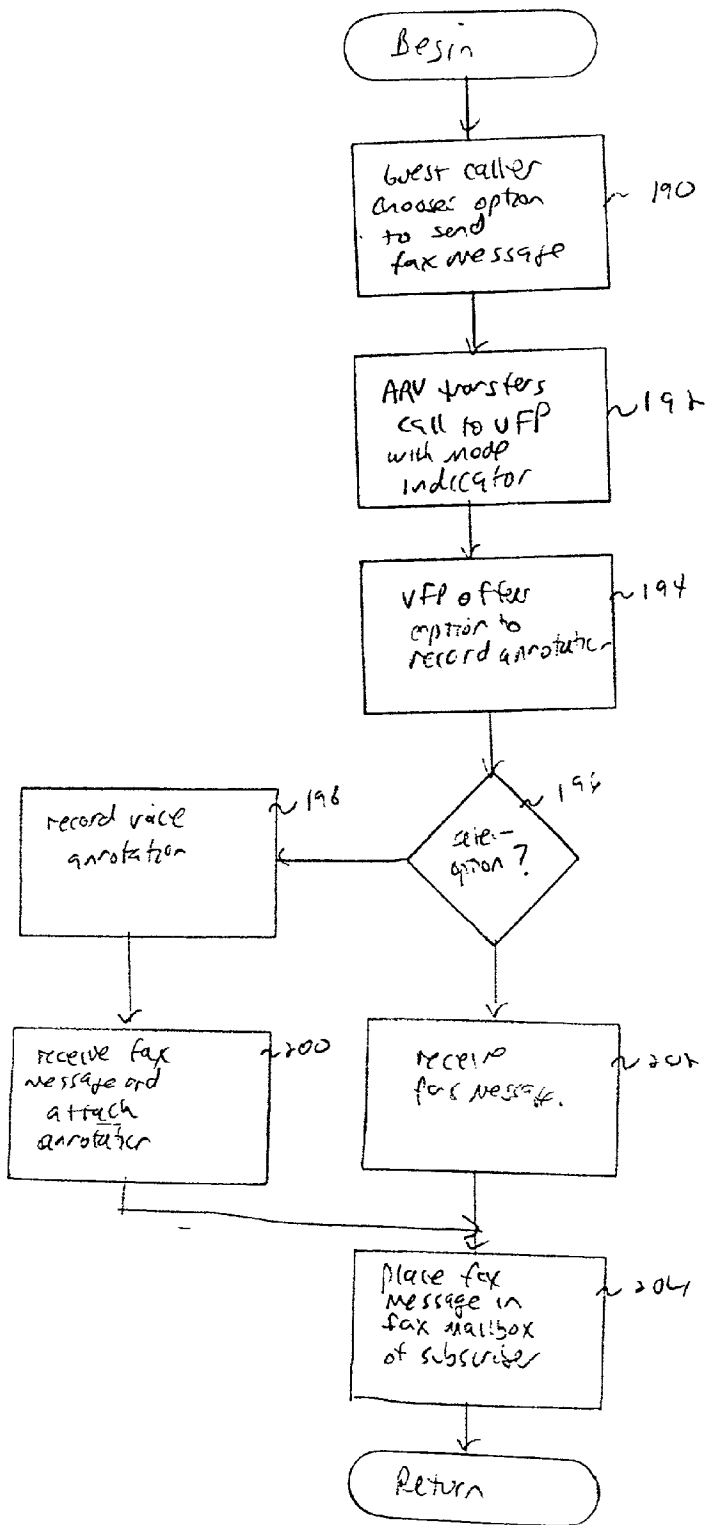 Begin
Guest caller
chooses option
to send
fax message
~ 190
ARU transfers
call to VFP
with mode
indicator
~192
VFP offers
option to
record annotation
~194
~196
option?
~198
record voice
annotation
receive fax
message and
attach
annotation
~200
receive
fax message.
~202
place fax
message in
fax mailbox
of subscriber
~204
Return